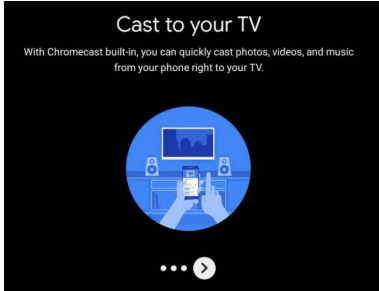 Cast to your TV
With Chromecast built-in, you can quickly cast photos, videos, and music
from your phone right to your TV.